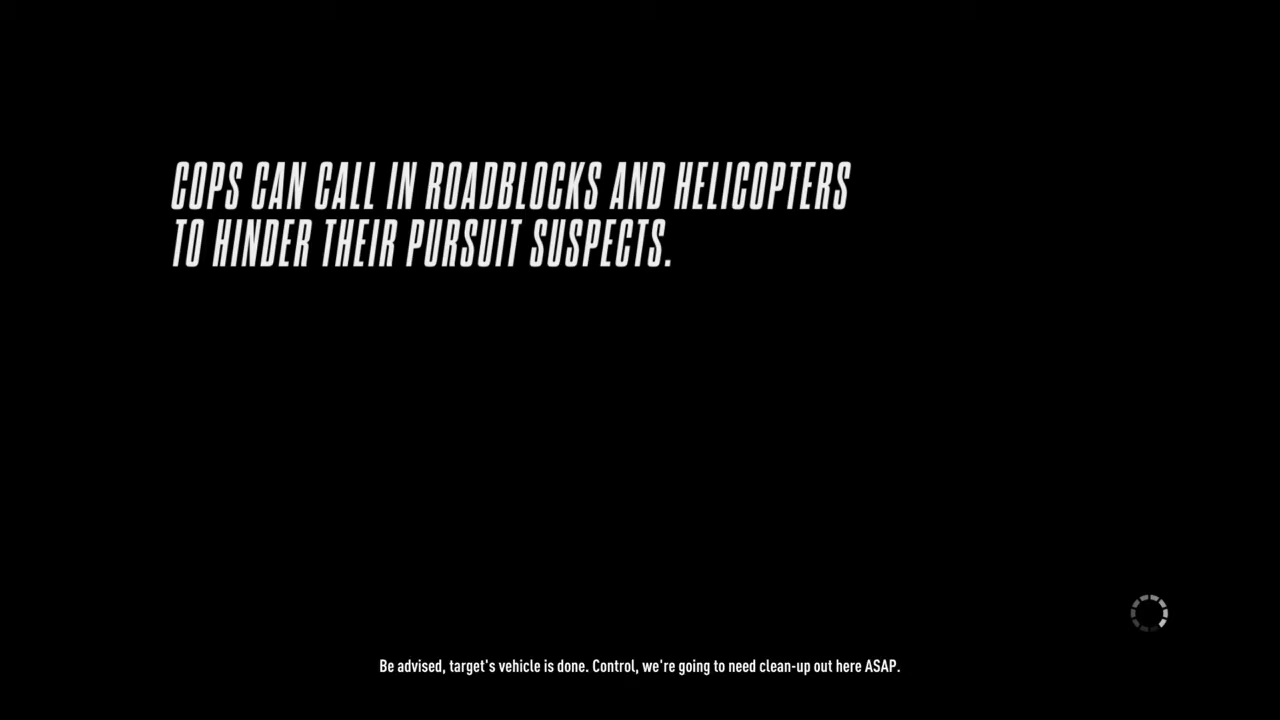 COPS CAN CALL IN ROADBLOCKS AND HELICOPTERS
TO HINDER THEIR PURSUIT SUSPECTS.
Be advised, target's vehicle is done. Control, we're going to need clean-up out here ASAP.